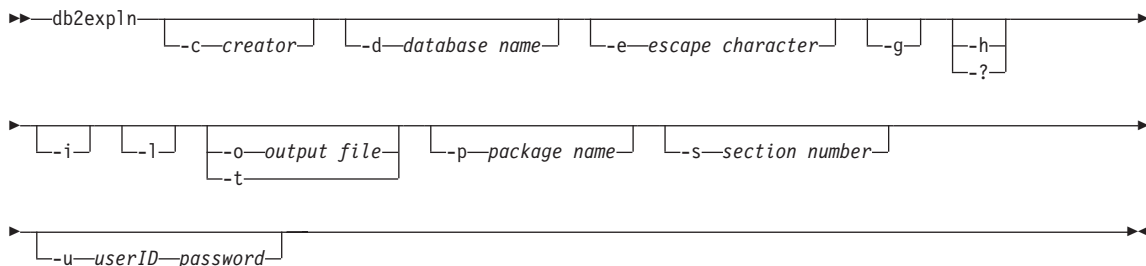 db2expln
-c creator -d database name -e escape character -g -h
-?
-i -l -o output file -p package name -s section number
-t
-u userID password